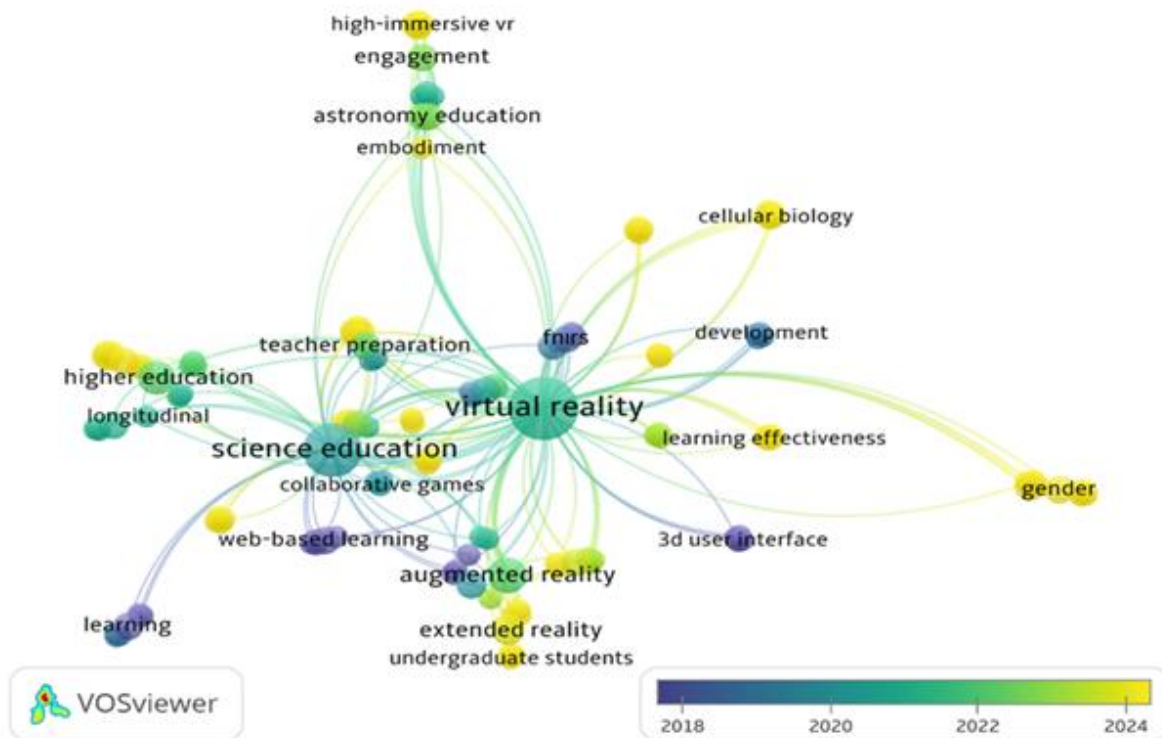 high-immersive vr
engagement
astronomy education
embodiment
cellular biology
teacher preparation
fnirs
development
higher education
longitudinal
virtual reality
science education
learning effectiveness
collaborative games
gender
web-based learning
3d user interface
augmented reality
learning
extended reality
undergraduate students
VOSviewer
2018
2020
2022
2024